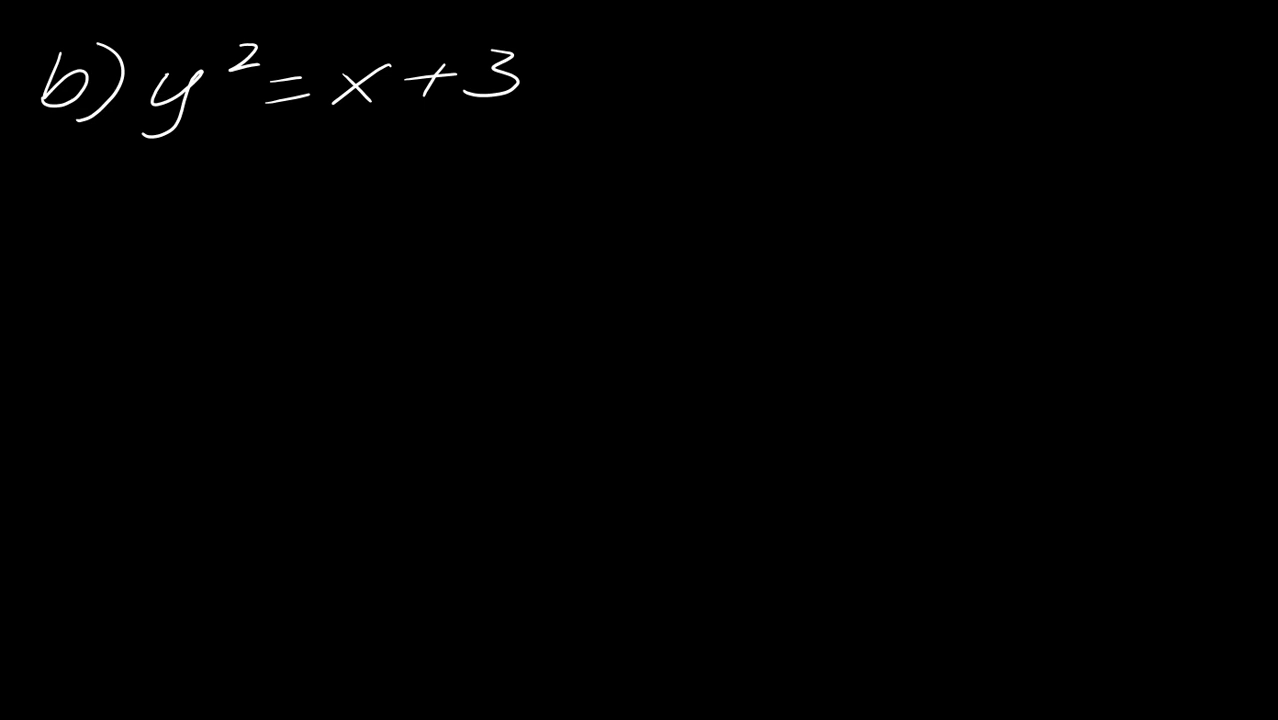 b) y² = x + 3